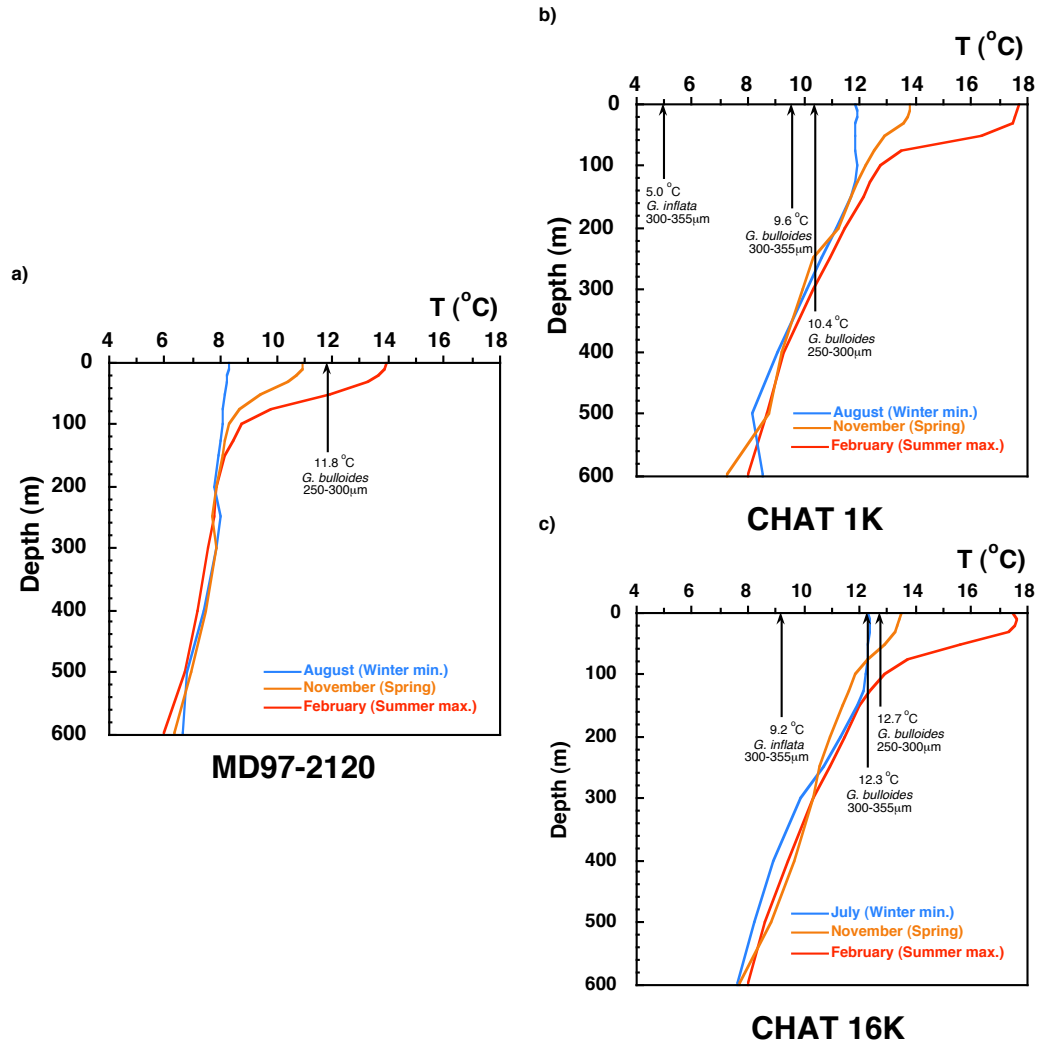 a)
T (°C)
4 6 8 10 12 14 16 18
0
100
200
300
400
500
600
Depth (m)
11.8 °C
G. bulloides
250-300µm
August (Winter min.)
November (Spring)
February (Summer max.)
MD97-2120
b)
T (°C)
4 6 8 10 12 14 16 18
0
100
200
300
400
500
600
Depth (m)
5.0 °C
G. inflata
300-355µm
9.6 °C
G. bulloides
300-355µm
10.4 °C
G. bulloides
250-300µm
August (Winter min.)
November (Spring)
February (Summer max.)
CHAT 1K
c)
T (°C)
4 6 8 10 12 14 16 18
0
100
200
300
400
500
600
Depth (m)
9.2 °C
G. inflata
300-355µm
12.7 °C
G. bulloides
250-300µm
12.3 °C
G. bulloides
300-355µm
July (Winter min.)
November (Spring)
February (Summer max.)
CHAT 16K